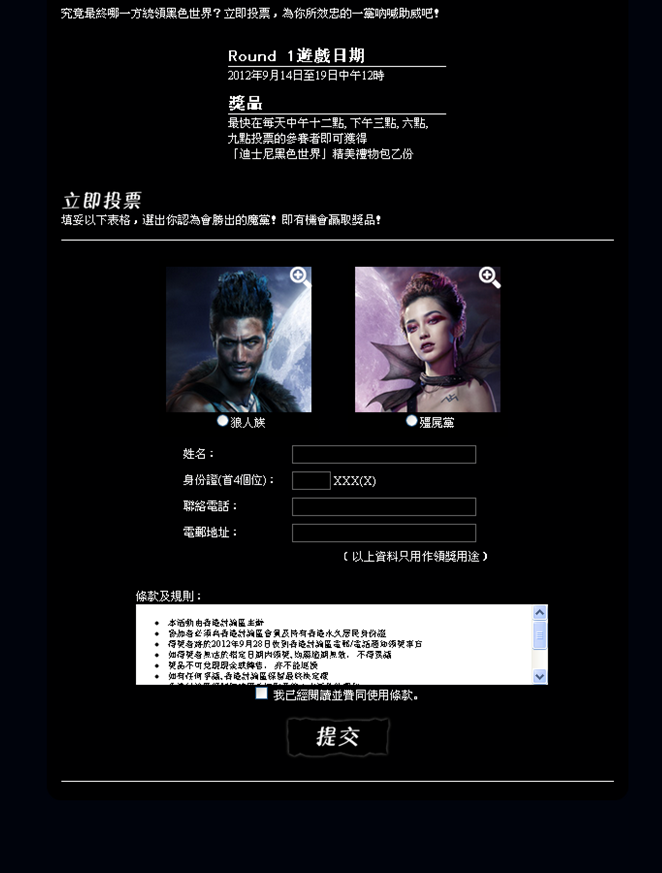 究竟最終哪一方統領黑色世界？立即投票，為你所效忠的一黨吶喊助威吧！
Round 1遊戲日期
2012年9月14日至19日中午12時
獎品
最快在每天中午十二點,下午三點,六點,
九點投票的參賽者即可獲得
「迪士尼黑色世界」精美禮物包乙份
立即投票
填妥以下表格，選出你認為會勝出的魔黨！即有機會贏取獎品！
狼人族
殭屍黨
姓名：
身份證(首4個位)：
XXX(X)
聯絡電話：
電郵地址：
（以上資料只用作領獎用途）
條款及規則：
本活動由香港討論區主辦
參加者必須為香港討論區會員及持有香港永久居民身份證
得獎者將於2012年9月28日收到香港討論區電郵/電話通知領獎事宜
如得獎者無法於指定日期內領獎,均屬逾期無效， 不得異議
獎品不可兌現現金或轉售， 亦不能退換
如有任何爭議,香港討論區保留最終決定權
我已經閱讀並贊同使用條款。
提交